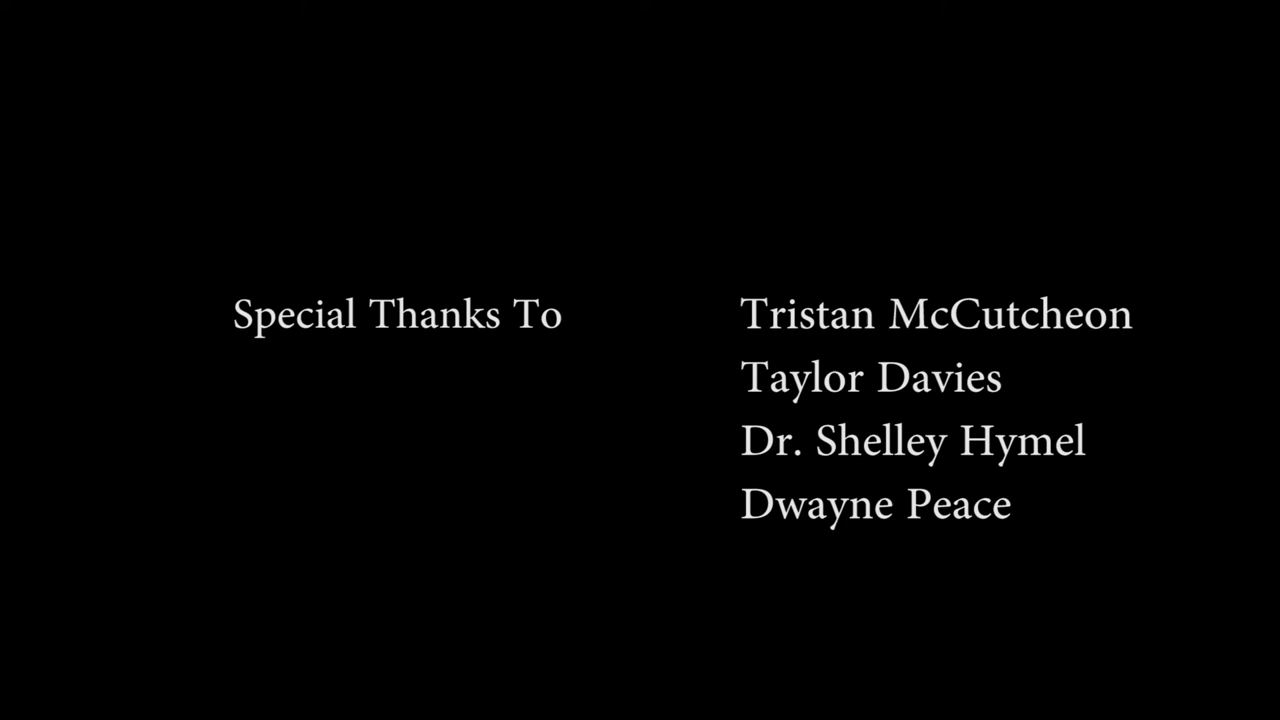 Special Thanks To
Tristan McCutcheon
Taylor Davies
Dr. Shelley Hymel
Dwayne Peace